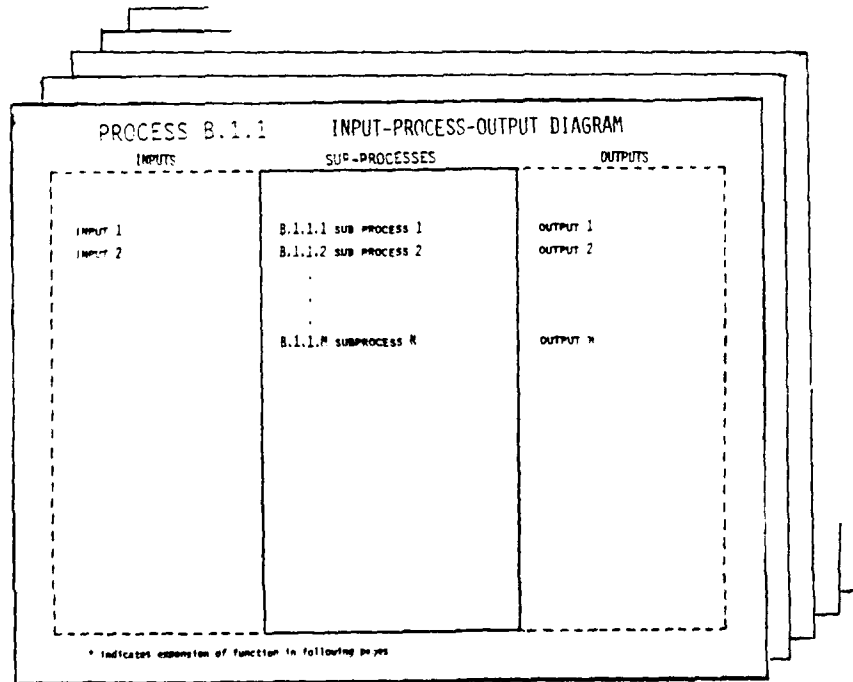 PROCESS B.1.1 INPUT-PROCESS-OUTPUT DIAGRAM
INPUTS SUB-PROCESSES OUTPUTS
INPUT 1 B.1.1.1 SUB PROCESS 1 OUTPUT 1
INPUT 2 B.1.1.2 SUB PROCESS 2 OUTPUT 2
.
.
.
B.1.1.N SUBPROCESS N OUTPUT N
* indicates expansion of function in following pages